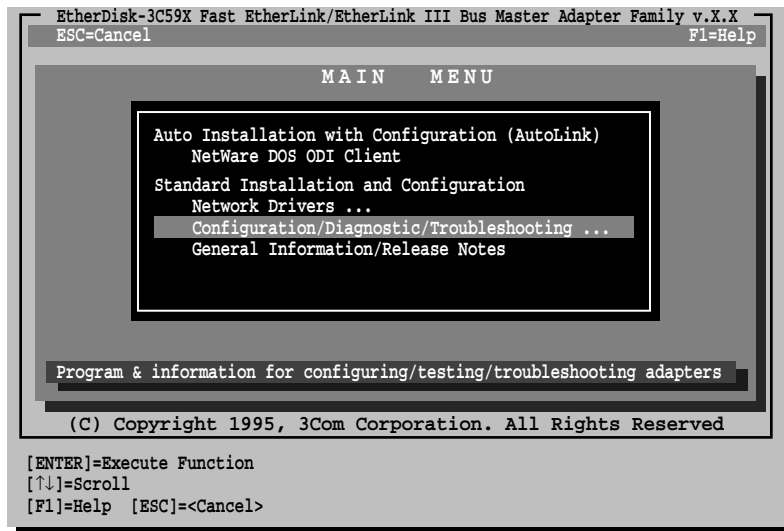 EtherDisk-3C59X Fast EtherLink/EtherLink III Bus Master Adapter Family v.X.X
ESC=Cancel F1=Help
MAIN MENU
Auto Installation with Configuration (AutoLink)
NetWare DOS ODI Client
Standard Installation and Configuration
Network Drivers ...
Configuration/Diagnostic/Troubleshooting ...
General Information/Release Notes
Program & information for configuring/testing/troubleshooting adapters
(C) Copyright 1995, 3Com Corporation. All Rights Reserved
[ENTER]=Execute Function
[↑↓]=Scroll
[F1]=Help [ESC]=<Cancel>